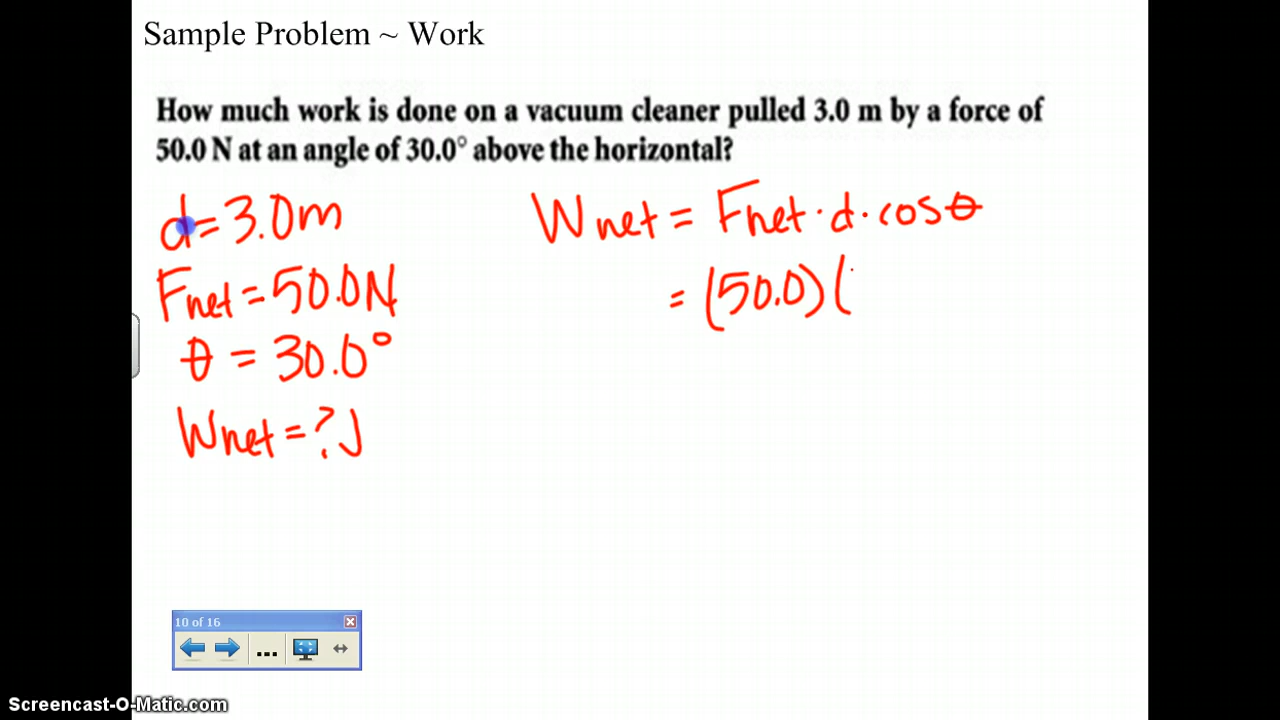 Sample Problem ~ Work
How much work is done on a vacuum cleaner pulled 3.0 m by a force of
50.0 N at an angle of 30.0° above the horizontal?
d = 3.0m
Fnet = 50.0N
θ = 30.0°
Wnet = ? J
Wnet = Fnet · d · cosθ
= (50.0) (
10 of 16
...
Screencast-O-Matic.com